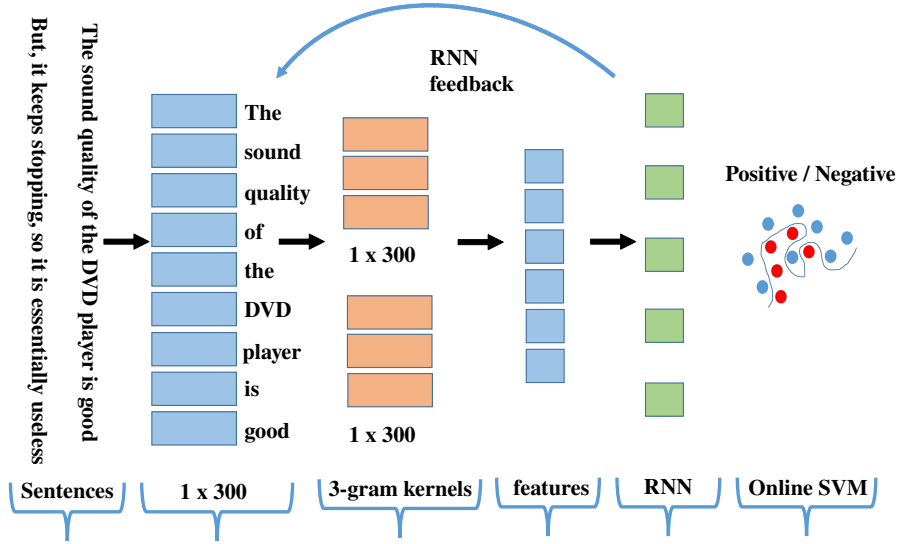 But, it keeps stopping, so it is essentially useless
The sound quality of the DVD player is good
RNN
feedback
The
sound
quality
of
the
DVD
player
is
good
1 x 300
1 x 300
Positive / Negative
Sentences
1 x 300
3-gram kernels
features
RNN
Online SVM